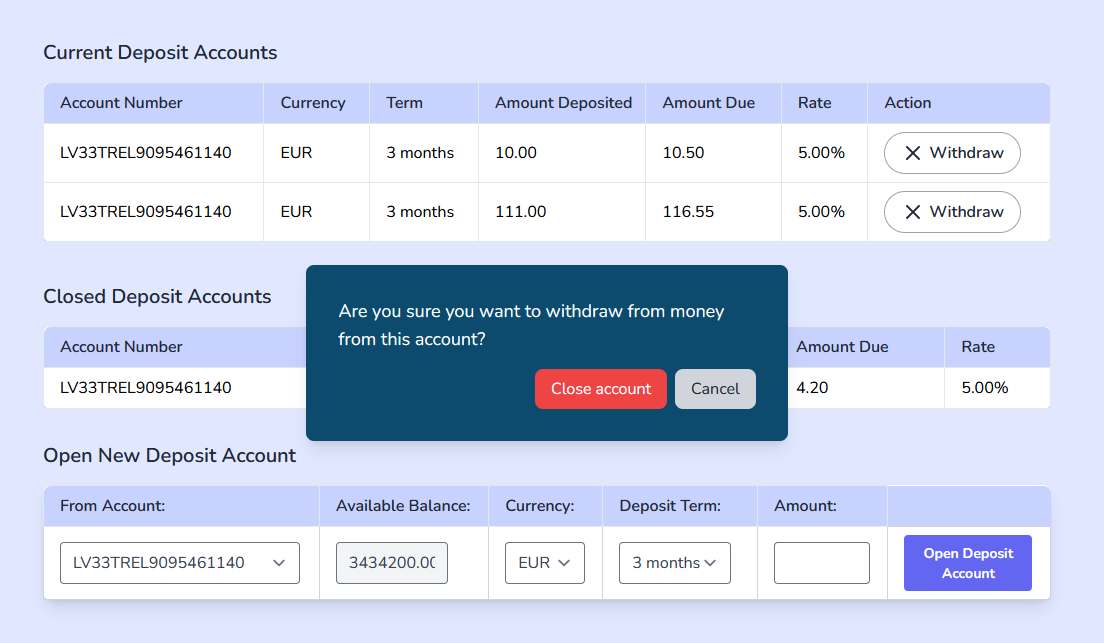 Current Deposit Accounts
Account Number Currency Term Amount Deposited Amount Due Rate Action
LV33TREL9095461140 EUR 3 months 10.00 10.50 5.00% Withdraw
LV33TREL9095461140 EUR 3 months 111.00 116.55 5.00% Withdraw
Closed Deposit Accounts
Account Number Amount Due Rate
LV33TREL9095461140 4.20 5.00%
Are you sure you want to withdraw from money
from this account?
Close account Cancel
Open New Deposit Account
From Account: Available Balance: Currency: Deposit Term: Amount:
LV33TREL9095461140 3434200.00 EUR 3 months Open Deposit
Account